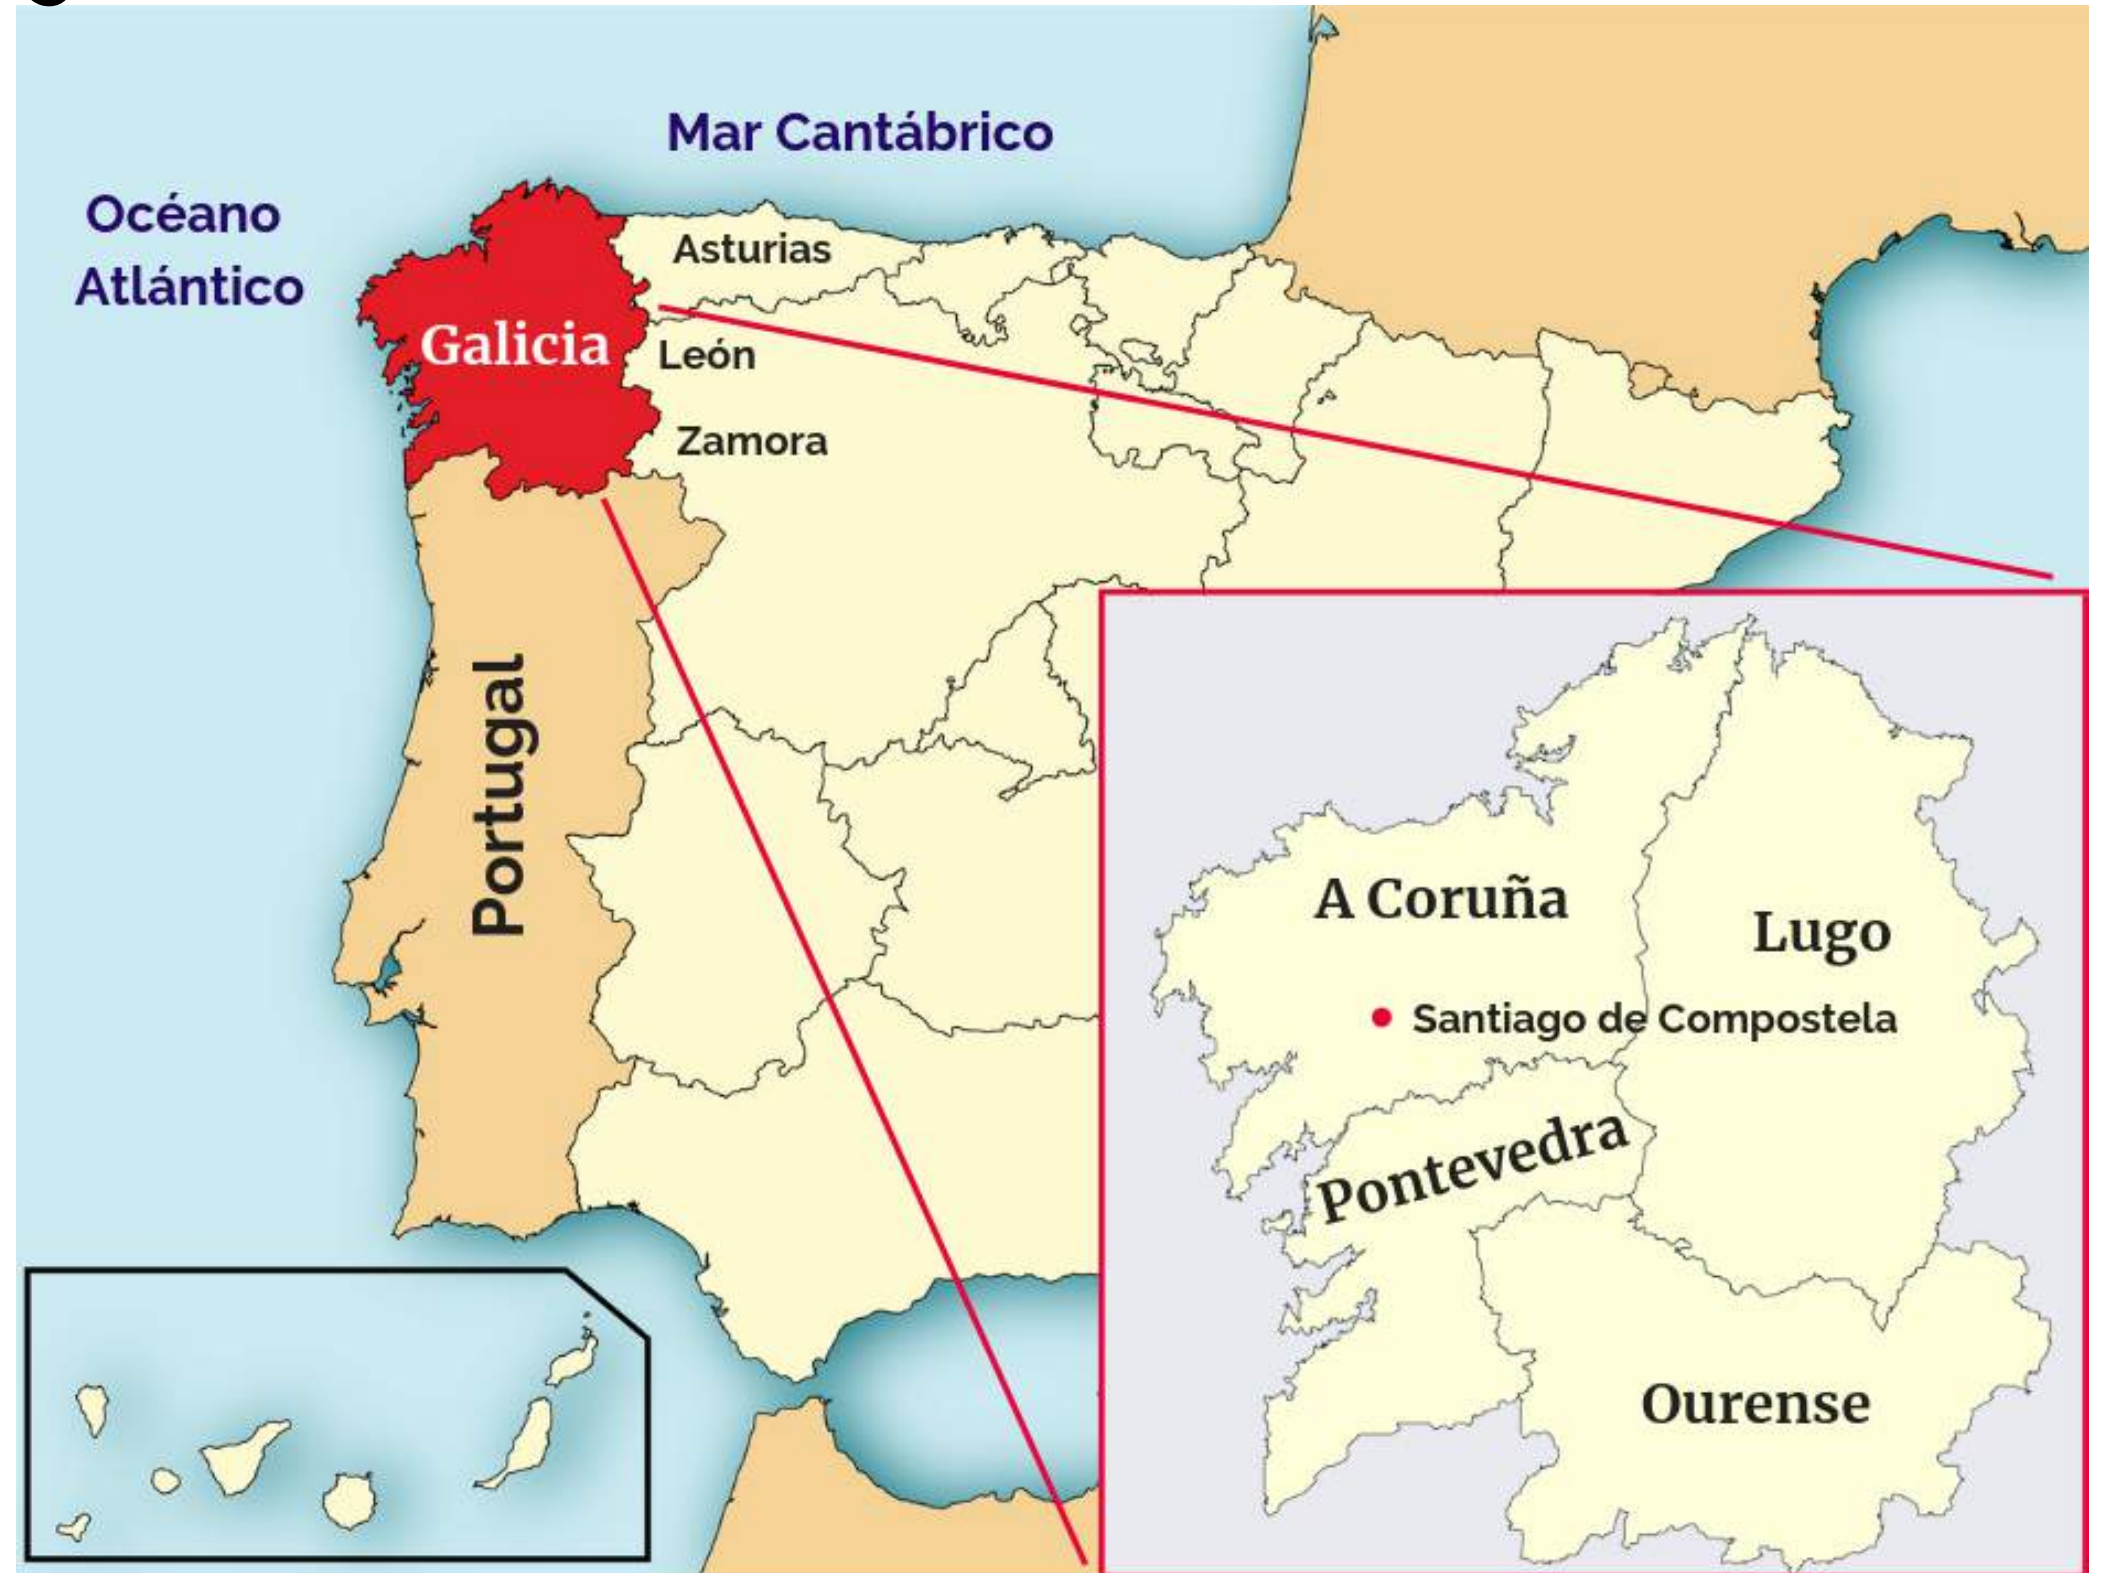 Mar Cantábrico
Océano
Atlántico
Asturias
Galicia
León
Zamora
Portugal
A Coruña
Lugo
Santiago de Compostela
Pontevedra
Ourense